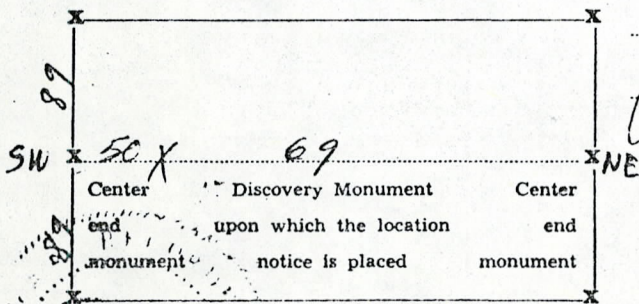 X X
89
SW X 50 X 69 X NE
Center Discovery Monument Center
end upon which the location end
monument notice is placed monument
X X